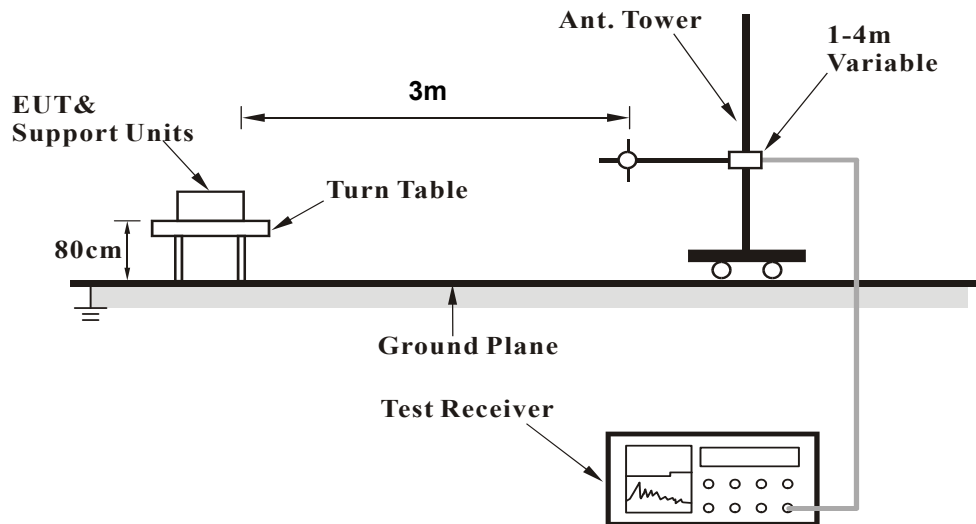 Ant. Tower
1-4m
Variable
3m
EUT&
Support Units
Turn Table
80cm
Ground Plane
Test Receiver